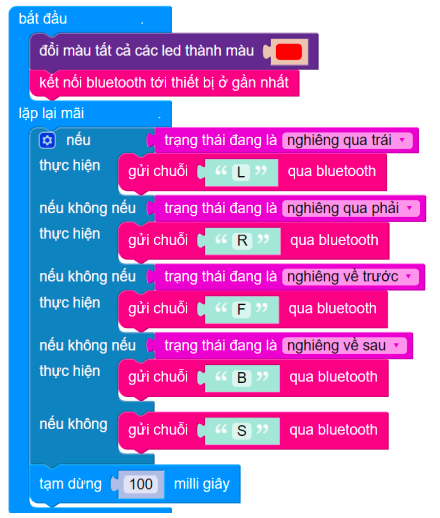 bắt đầu
đổi màu tất cả các led thành màu
kết nối bluetooth tới thiết bị ở gần nhất
lặp lại mãi
nếu trạng thái đang là nghiêng qua trái
thực hiện gửi chuỗi “ L ” qua bluetooth
nếu không nếu trạng thái đang là nghiêng qua phải
thực hiện gửi chuỗi “ R ” qua bluetooth
nếu không nếu trạng thái đang là nghiêng về trước
thực hiện gửi chuỗi “ F ” qua bluetooth
nếu không nếu trạng thái đang là nghiêng về sau
thực hiện gửi chuỗi “ B ” qua bluetooth
nếu không gửi chuỗi “ S ” qua bluetooth
tạm dừng 100 milli giây